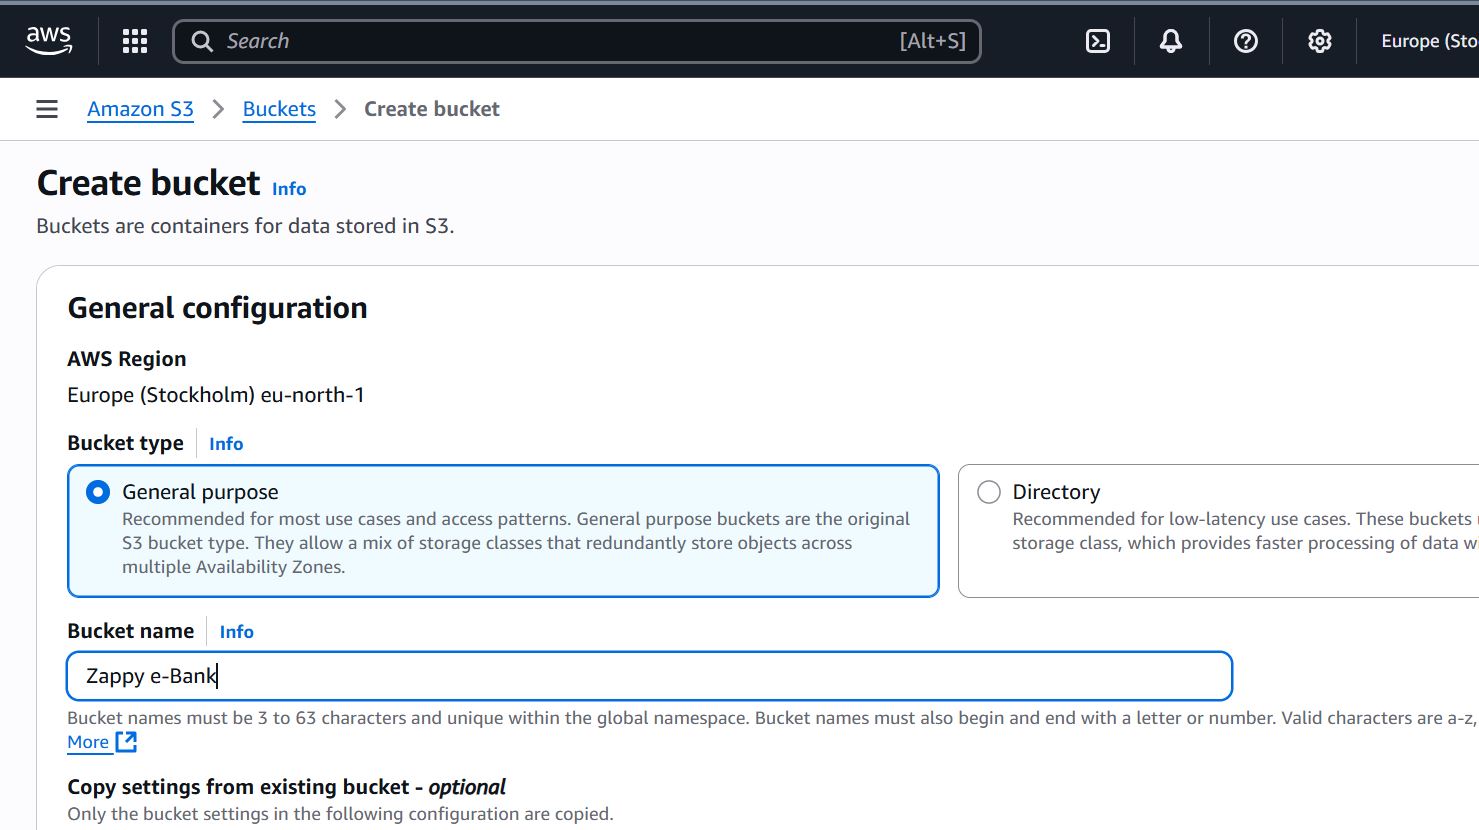 aws
Search [Alt+S] Europe (Sto
Amazon S3 > Buckets > Create bucket
Create bucket Info
Buckets are containers for data stored in S3.
General configuration
AWS Region
Europe (Stockholm) eu-north-1
Bucket type Info
General purpose
Recommended for most use cases and access patterns. General purpose buckets are the original
S3 bucket type. They allow a mix of storage classes that redundantly store objects across
multiple Availability Zones.
Directory
Recommended for low-latency use cases. These buckets
storage class, which provides faster processing of data wi
Bucket name Info
Zappy e-Bank
Bucket names must be 3 to 63 characters and unique within the global namespace. Bucket names must also begin and end with a letter or number. Valid characters are a-z,
More
Copy settings from existing bucket - optional
Only the bucket settings in the following configuration are copied.